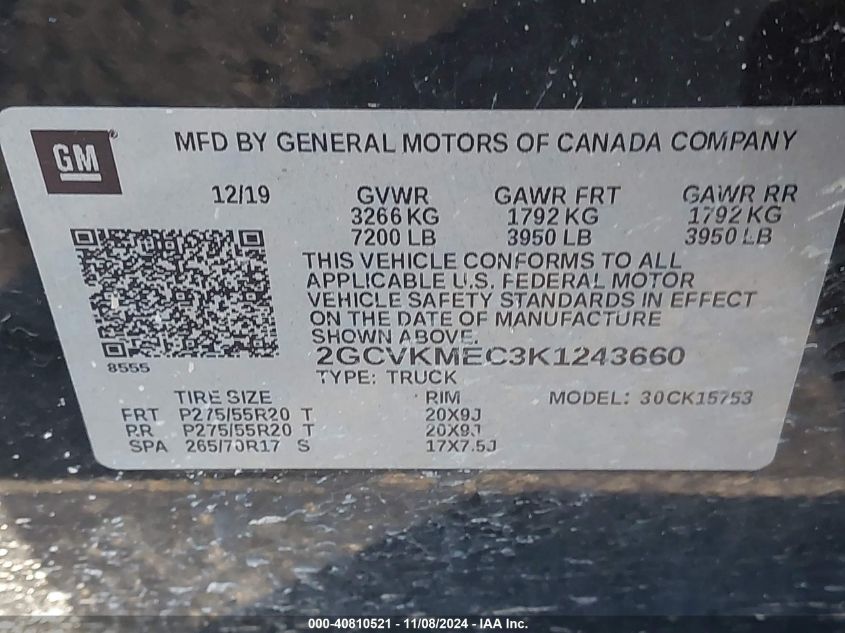 GM
®
MFD BY GENERAL MOTORS OF CANADA COMPANY
12/19 GVWR GAWR FRT GAWR RR
3266 KG 1792 KG 1792 KG
7200 LB 3950 LB 3950 LB
THIS VEHICLE CONFORMS TO ALL
APPLICABLE U.S. FEDERAL MOTOR
VEHICLE SAFETY STANDARDS IN EFFECT
ON THE DATE OF MANUFACTURE
SHOWN ABOVE.
2GCVKMEC3K1243660
8555
TYPE: TRUCK
TIRE SIZE RIM MODEL: 30CK15753
FRT P275/55R20 T 20X9J
RR P275/55R20 T 20X9J
SPA 265/70R17 S 17X7.5J
000-40810521 - 11/08/2024 - IAA Inc.